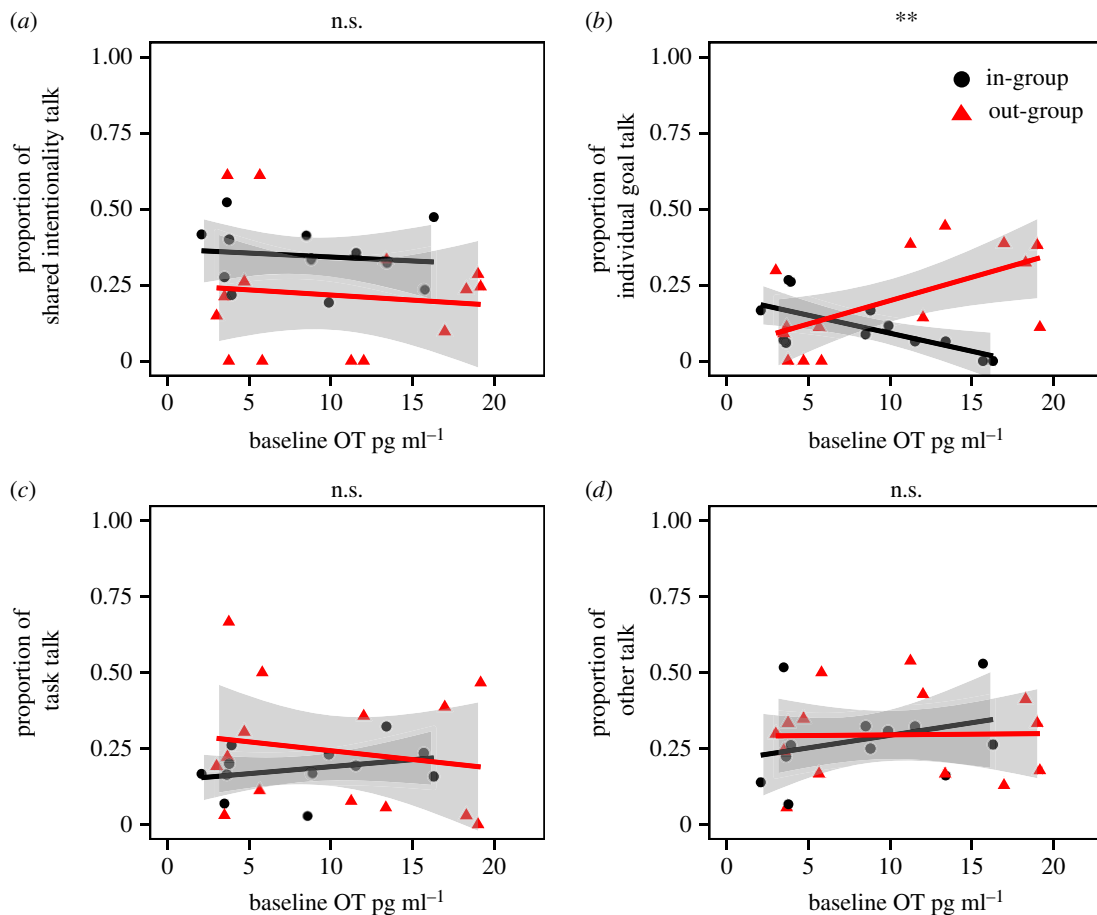 (a)
n.s.
proportion of
shared intentionality talk
1.00
0.75
0.50
0.25
0
0 5 10 15 20
baseline OT pg ml⁻¹
(b)
**
in-group
out-group
proportion of
individual goal talk
1.00
0.75
0.50
0.25
0
0 5 10 15 20
baseline OT pg ml⁻¹
(c)
n.s.
proportion of
task talk
1.00
0.75
0.50
0.25
0
0 5 10 15 20
baseline OT pg ml⁻¹
(d)
n.s.
proportion of
other talk
1.00
0.75
0.50
0.25
0
0 5 10 15 20
baseline OT pg ml⁻¹